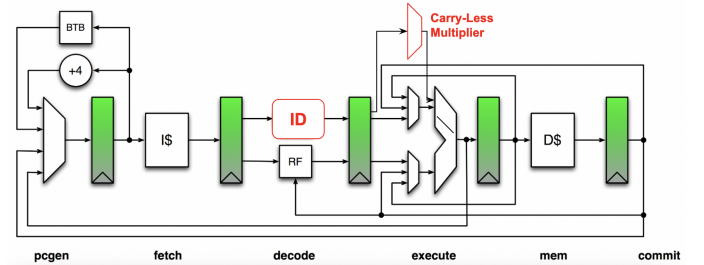 BTB
Carry-Less
Multiplier
+4
I$
ID
RF
D$
pcgen fetch decode execute mem commit